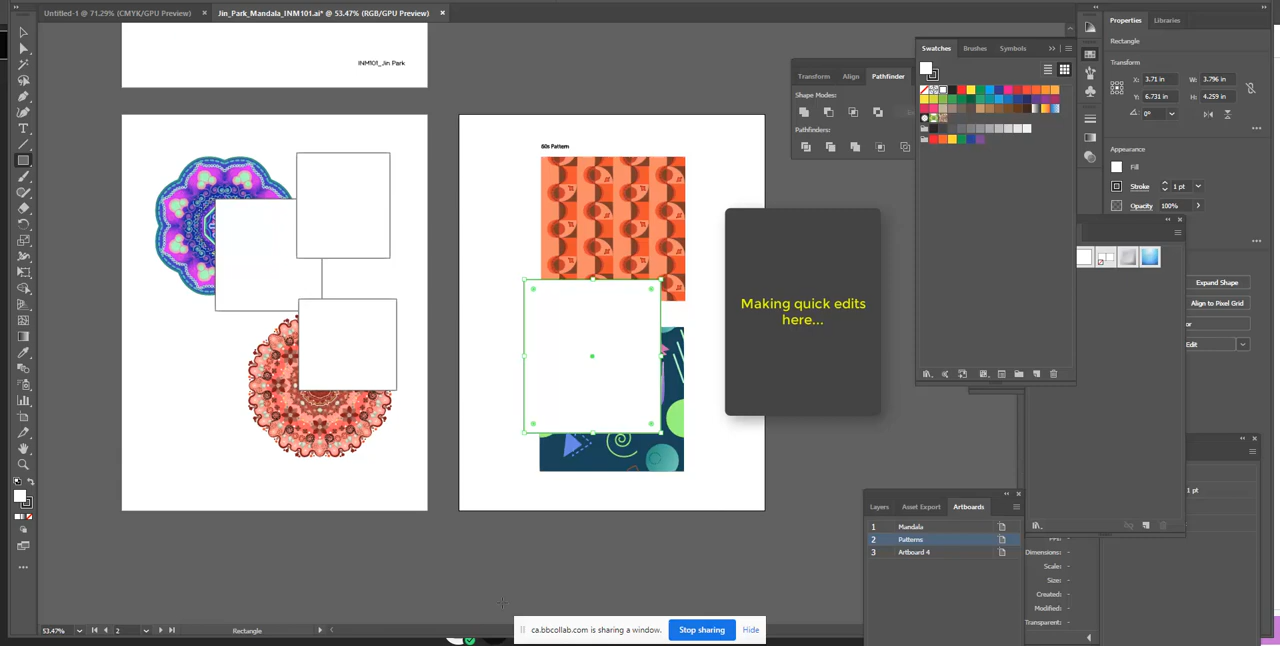 Untitled-1 @ 71.29% (CMYK/GPU Preview) ×
Jin_Park_Mandala_INM101.ai* @ 53.47% (RGB/GPU Preview) ×
INM101_Jin Park
60s Pattern
Making quick edits
here...
Transform Align Pathfinder
Shape Modes:
Pathfinders:
Swatches Brushes Symbols
Properties Libraries
Rectangle
Transform
X: 3.71 in W: 3.796 in
Y: 6.731 in H: 4.259 in
0°
Appearance
Fill
Stroke 1 pt
Opacity 100%
Expand Shape
Align to Pixel Grid
or
Edit
1 pt
Layers Asset Export Artboards
1 Mandala
2 Patterns
3 Artboard 4
Dimensions: -
Scale: -
Size: -
Created: -
Modified: -
Transparent: -
53.47% 2 Rectangle
ca.bbcollab.com is sharing a window. Stop sharing Hide